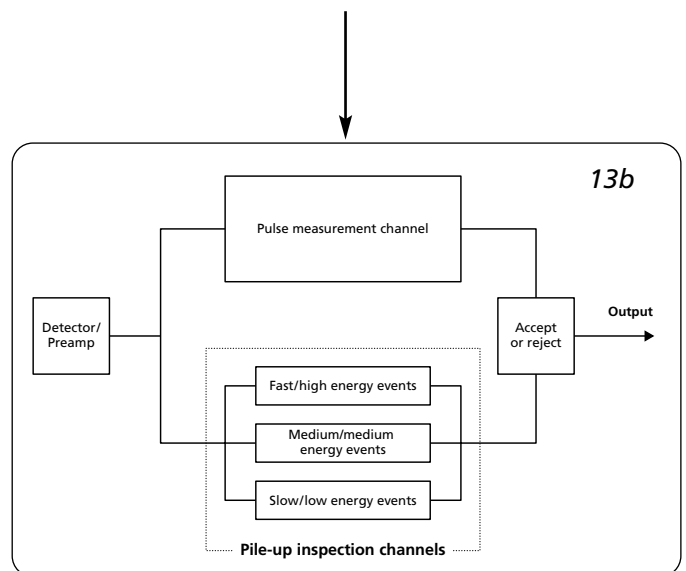 13b
Pulse measurement channel
Detector/
Preamp
Accept
or reject
Output
Fast/high energy events
Medium/medium
energy events
Slow/low energy events
Pile-up inspection channels